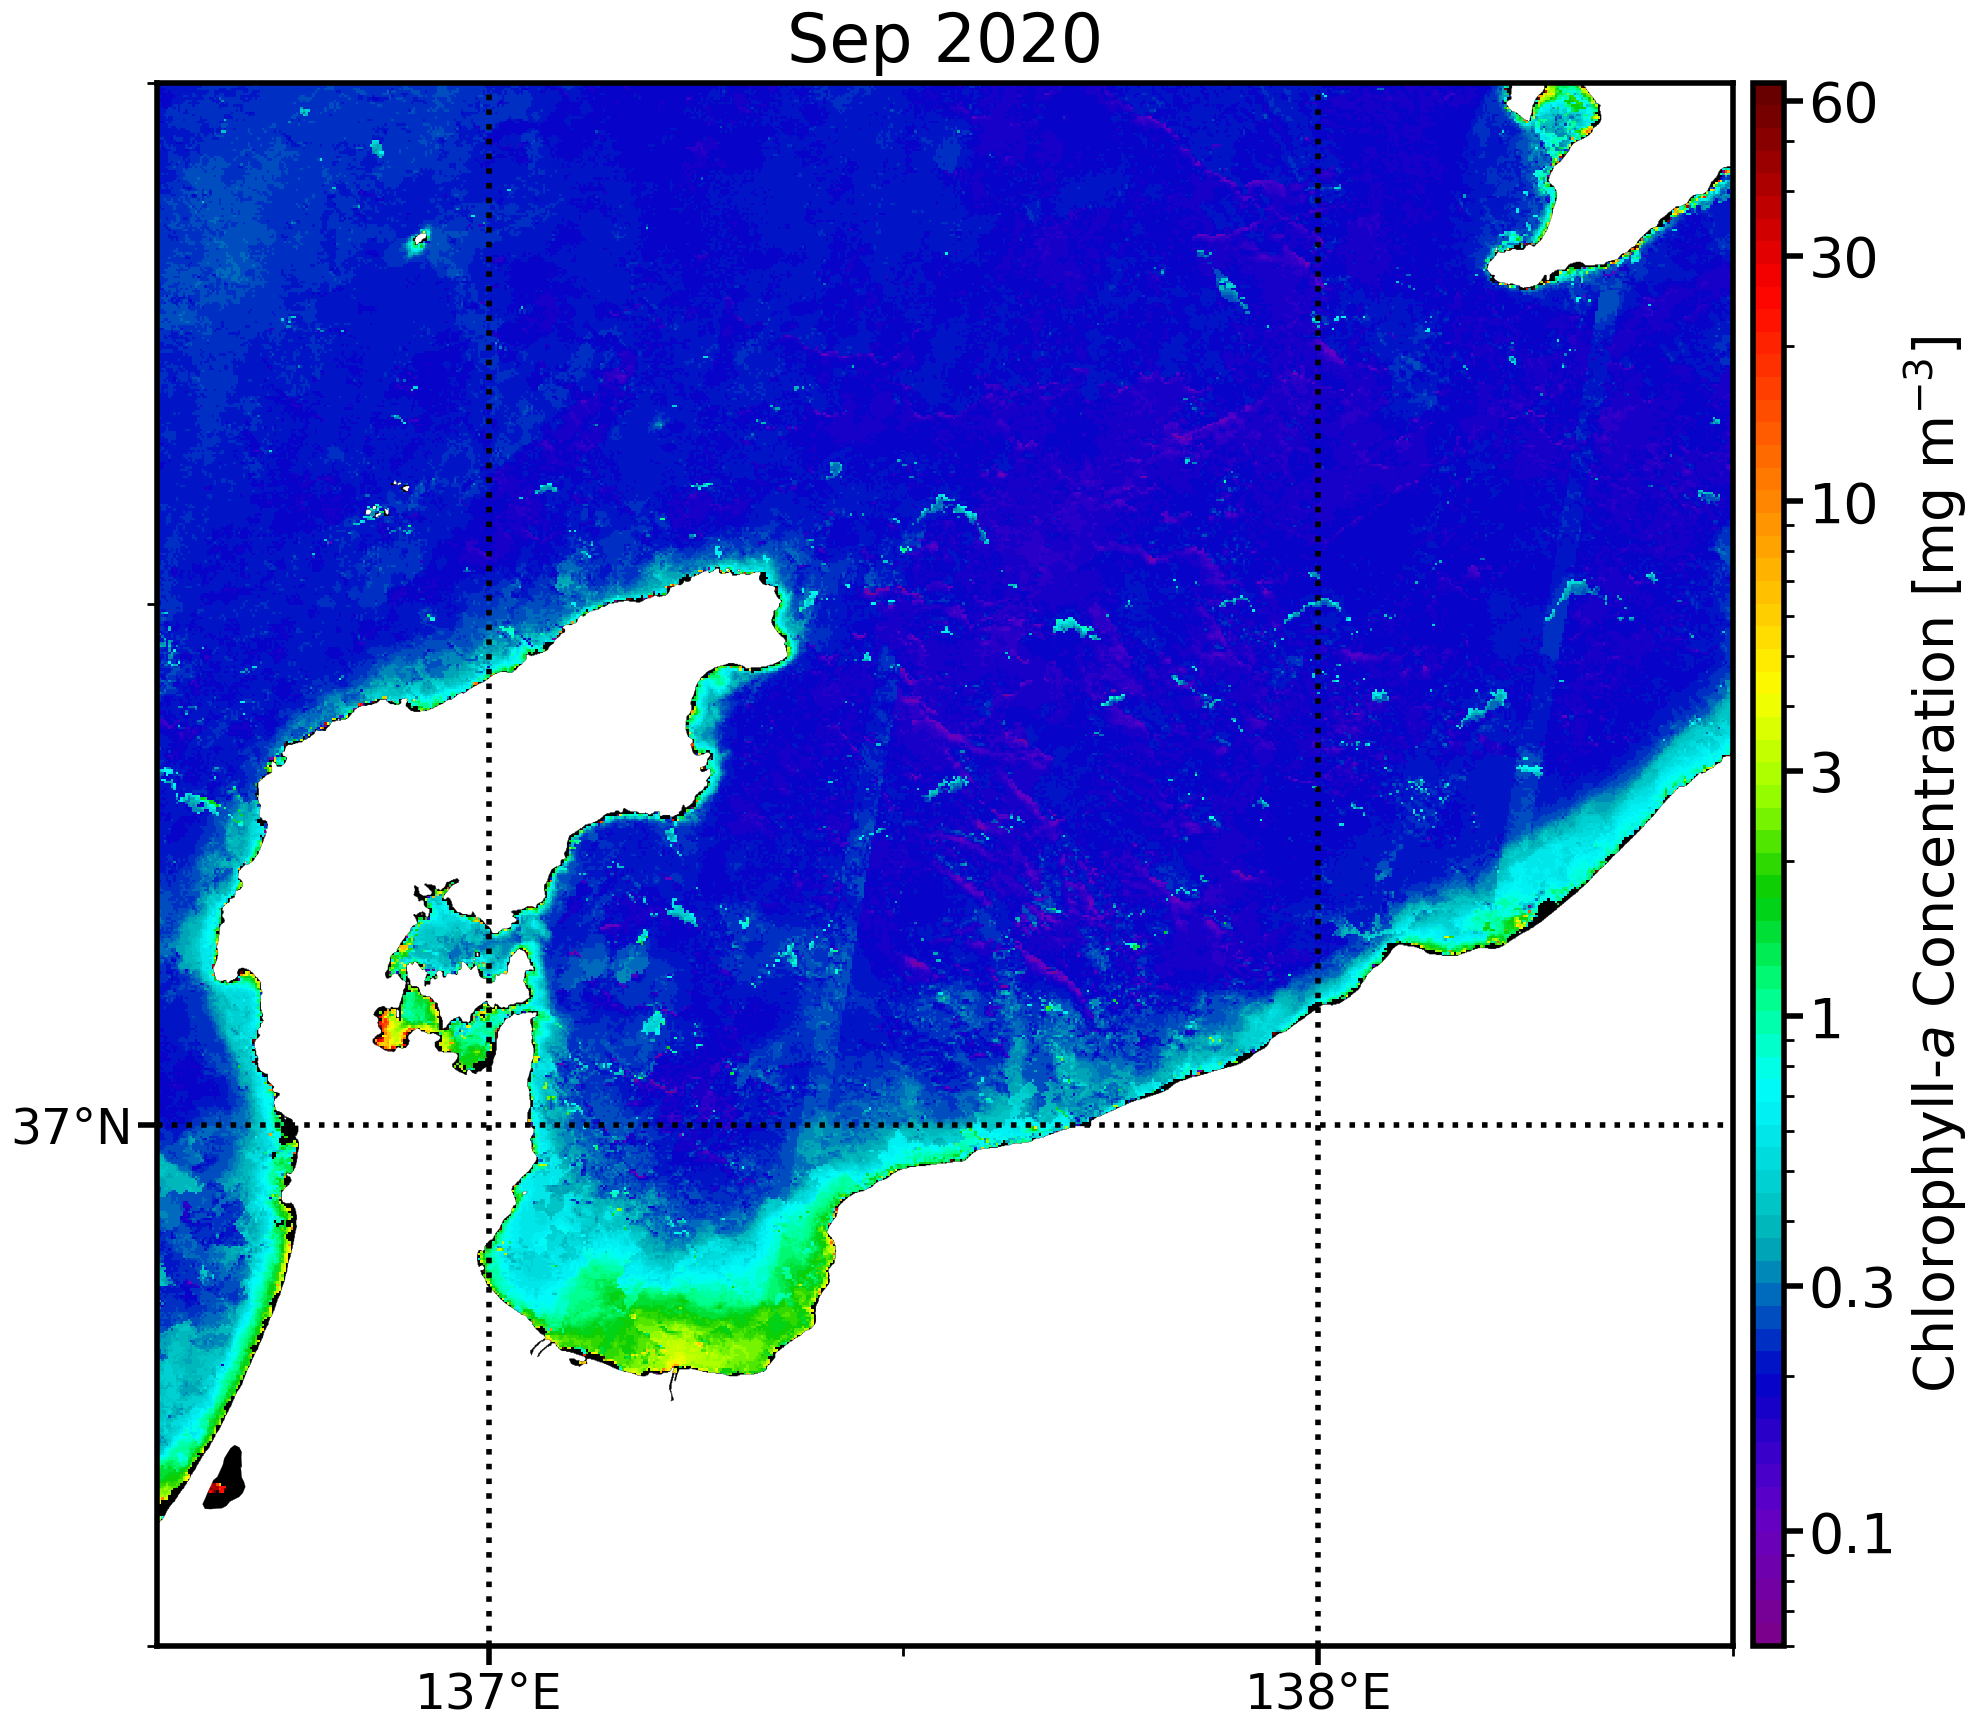 Sep 2020
60
30
10
3
1
0.3
0.1
Chlorophyll-a Concentration [mg m⁻³]
37°N
137°E
138°E